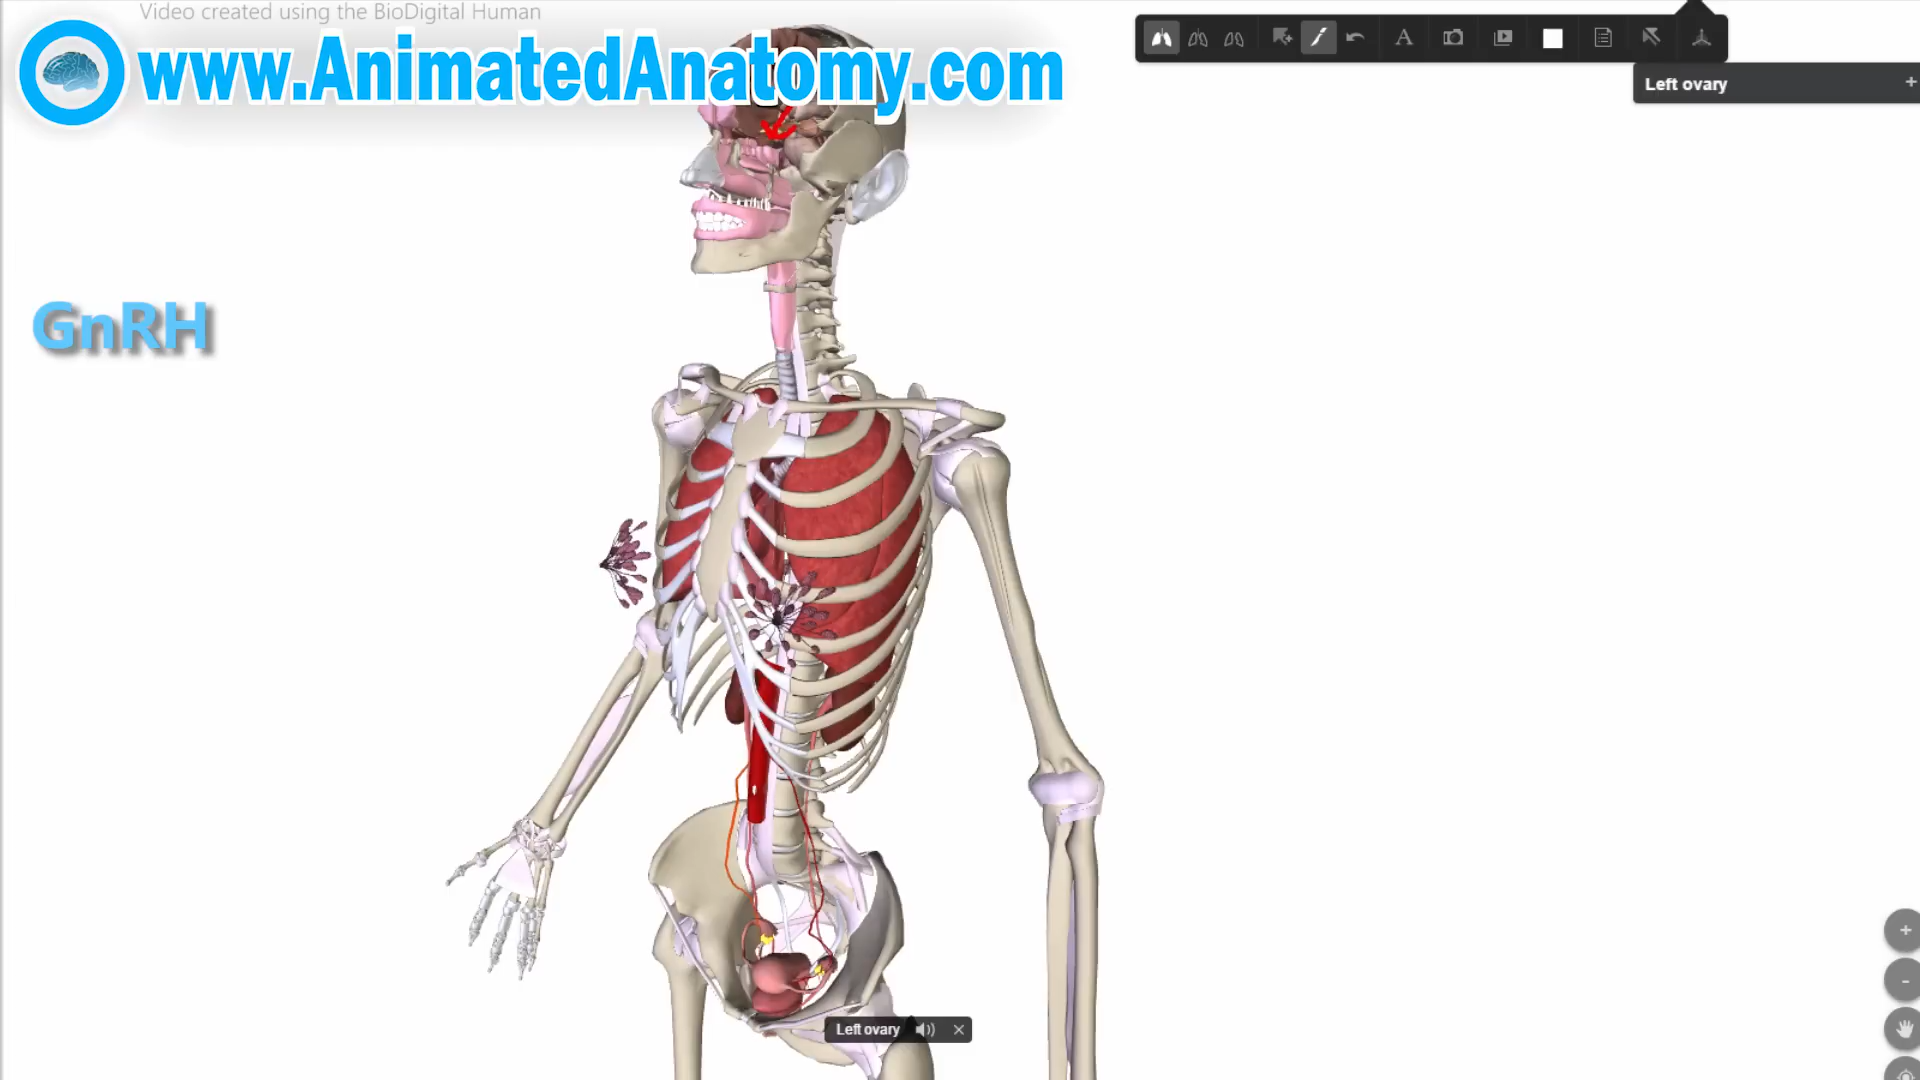 Video created using the BioDigital Human
www.AnimatedAnatomy.com
A
Left ovary +
GnRH
Left ovary